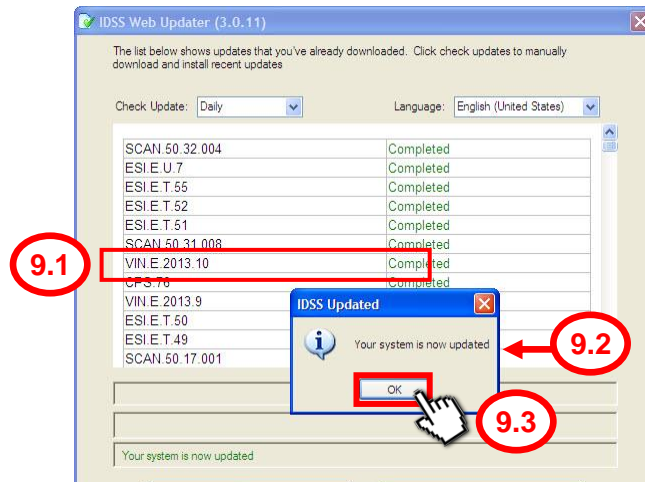 IDSS Web Updater (3.0.11)
The list below shows updates that you've already downloaded. Click check updates to manually
download and install recent updates
Check Update: Daily Language: English (United States)
SCAN.50.32.004 Completed
ESI.E.U.7 Completed
ESI.E.T.55 Completed
ESI.E.T.52 Completed
ESI.E.T.51 Completed
SCAN.50.31.008 Completed
9.1 VIN.E.2013.10 Completed
CFS.76 Completed
VIN.E.2013.9
IDSS Updated
ESI.E.T.50
ESI.E.T.49
Your system is now updated 9.2
SCAN.50.17.001
OK
9.3
Your system is now updated